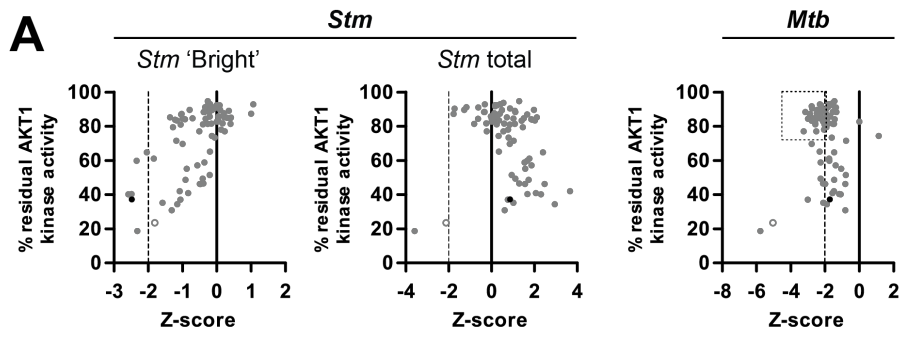 A
Stm
Mtb
Stm 'Bright'
Stm total
% residual AKT1
kinase activity
100
80
60
40
20
0
-3 -2 -1 0 1 2
Z-score
% residual AKT1
kinase activity
100
80
60
40
20
0
-4 -2 0 2 4
Z-score
% residual AKT1
kinase activity
100
80
60
40
20
0
-8 -6 -4 -2 0 2
Z-score